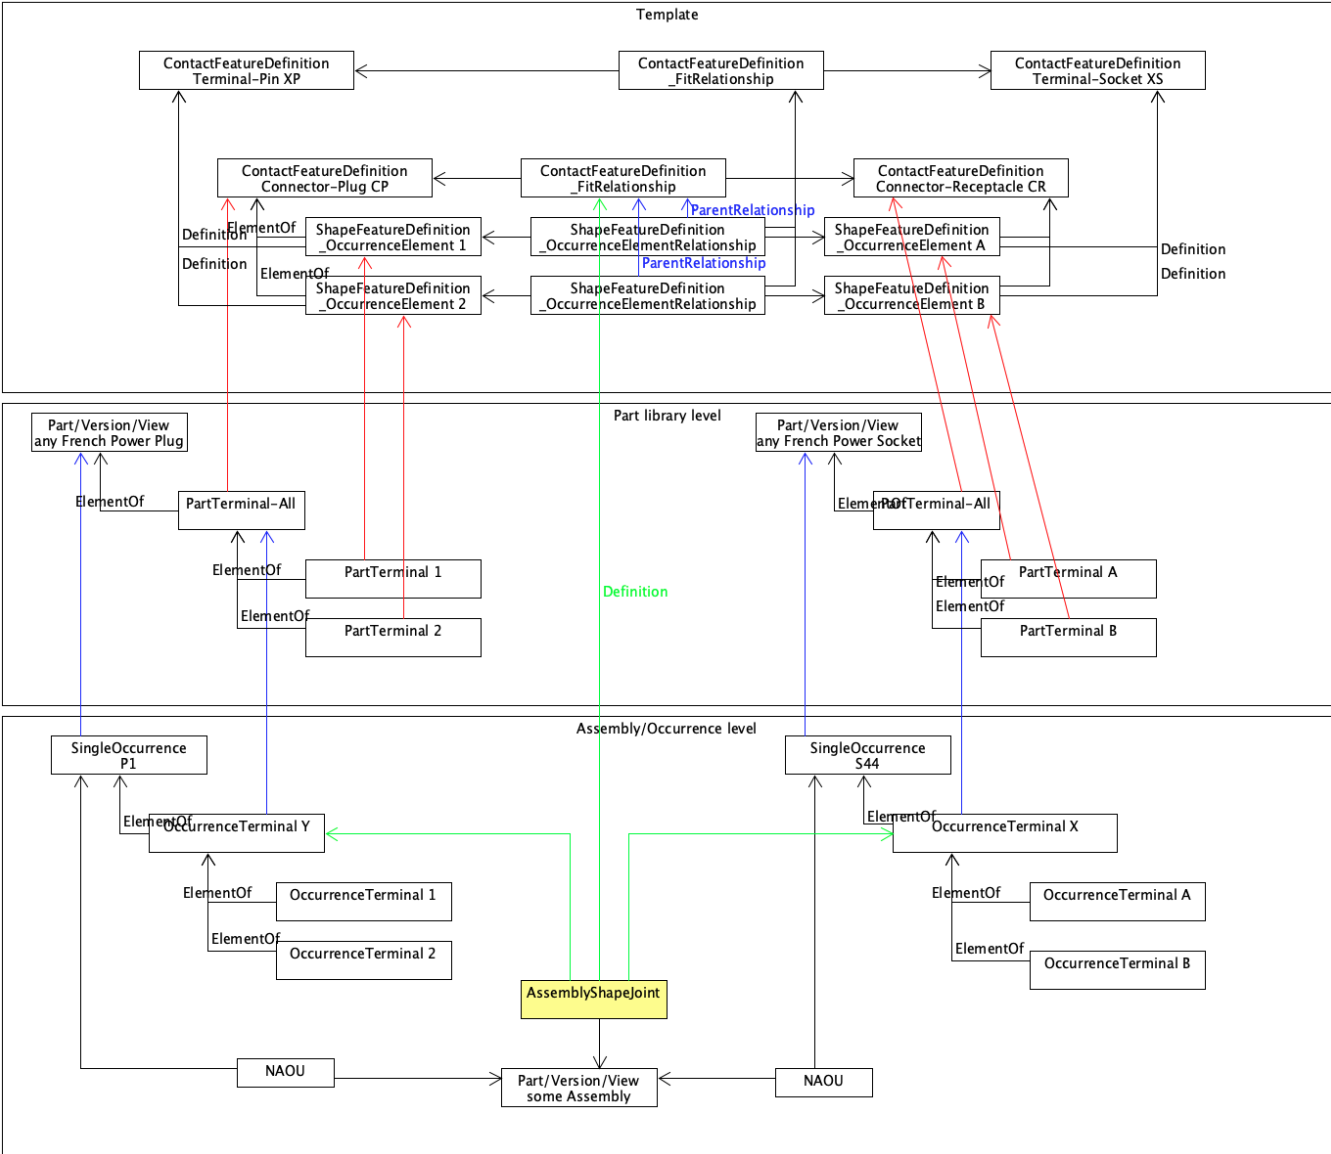 Template
ContactFeatureDefinition
Terminal-Pin XP
ContactFeatureDefinition
_FitRelationship
ContactFeatureDefinition
Terminal-Socket XS
ContactFeatureDefinition
Connector-Plug CP
ContactFeatureDefinition
_FitRelationship
ContactFeatureDefinition
Connector-Receptacle CR
ParentRelationship
ElementOf
Definition
ShapeFeatureDefinition
_OccurrenceElement 1
ShapeFeatureDefinition
_OccurrenceElementRelationship
ShapeFeatureDefinition
_OccurrenceElement A
Definition
Definition
ParentRelationship
Definition
ElementOf
ShapeFeatureDefinition
_OccurrenceElement 2
ShapeFeatureDefinition
_OccurrenceElementRelationship
ShapeFeatureDefinition
_OccurrenceElement B
Part library level
Part/Version/View
any French Power Plug
Part/Version/View
any French Power Socket
ElementOf
PartTerminal-All
ElementOf
PartTerminal-All
ElementOf
PartTerminal 1
PartTerminal A
ElementOf
Definition
ElementOf
ElementOf
PartTerminal 2
PartTerminal B
Assembly/Occurrence level
SingleOccurrence
P1
SingleOccurrence
S44
ElementOf
OccurrenceTerminal Y
ElementOf
OccurrenceTerminal X
ElementOf
OccurrenceTerminal 1
ElementOf
OccurrenceTerminal A
ElementOf
OccurrenceTerminal 2
ElementOf
OccurrenceTerminal B
AssemblyShapeJoint
NAOU
Part/Version/View
some Assembly
NAOU